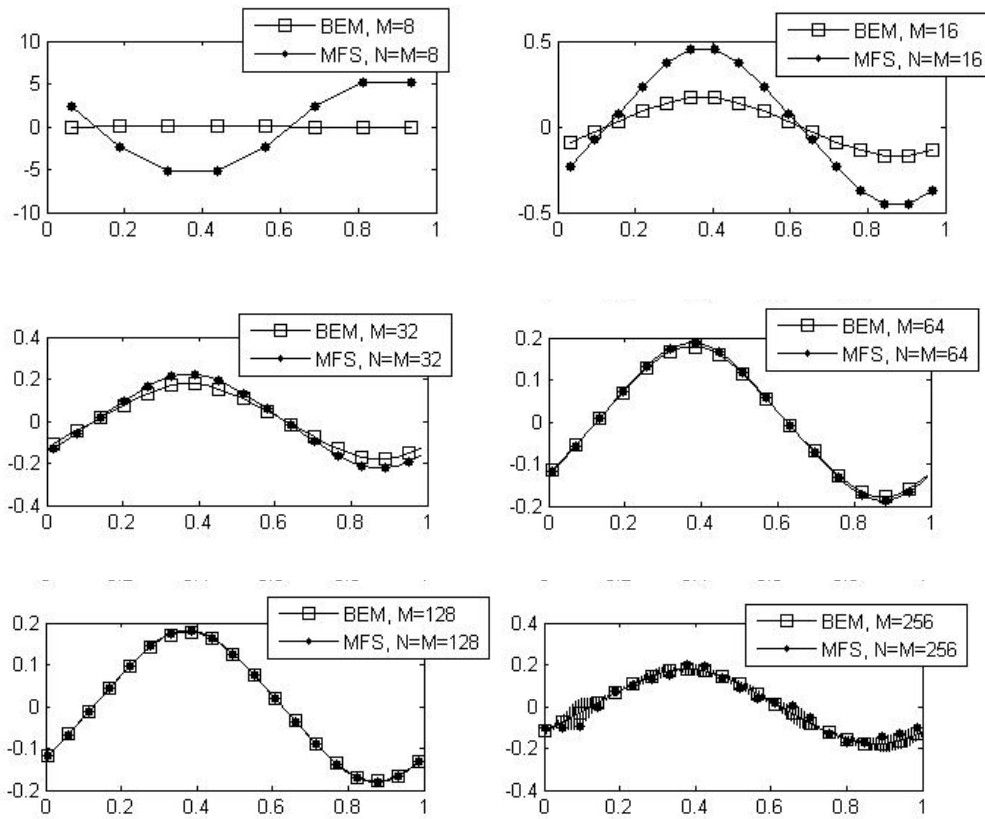 BEM, M=8
MFS, N=M=8
10
5
0
-5
-10
0 0.2 0.4 0.6 0.8 1
BEM, M=16
MFS, N=M=16
0.5
0
-0.5
0 0.2 0.4 0.6 0.8 1
BEM, M=32
MFS, N=M=32
0.4
0.2
0
-0.2
-0.4
0 0.2 0.4 0.6 0.8 1
BEM, M=64
MFS, N=M=64
0.2
0.1
0
-0.1
-0.2
0 0.2 0.4 0.6 0.8 1
BEM, M=128
MFS, N=M=128
0.2
0.1
0
-0.1
-0.2
0 0.2 0.4 0.6 0.8 1
BEM, M=256
MFS, N=M=256
0.4
0.2
0
-0.2
-0.4
0 0.2 0.4 0.6 0.8 1